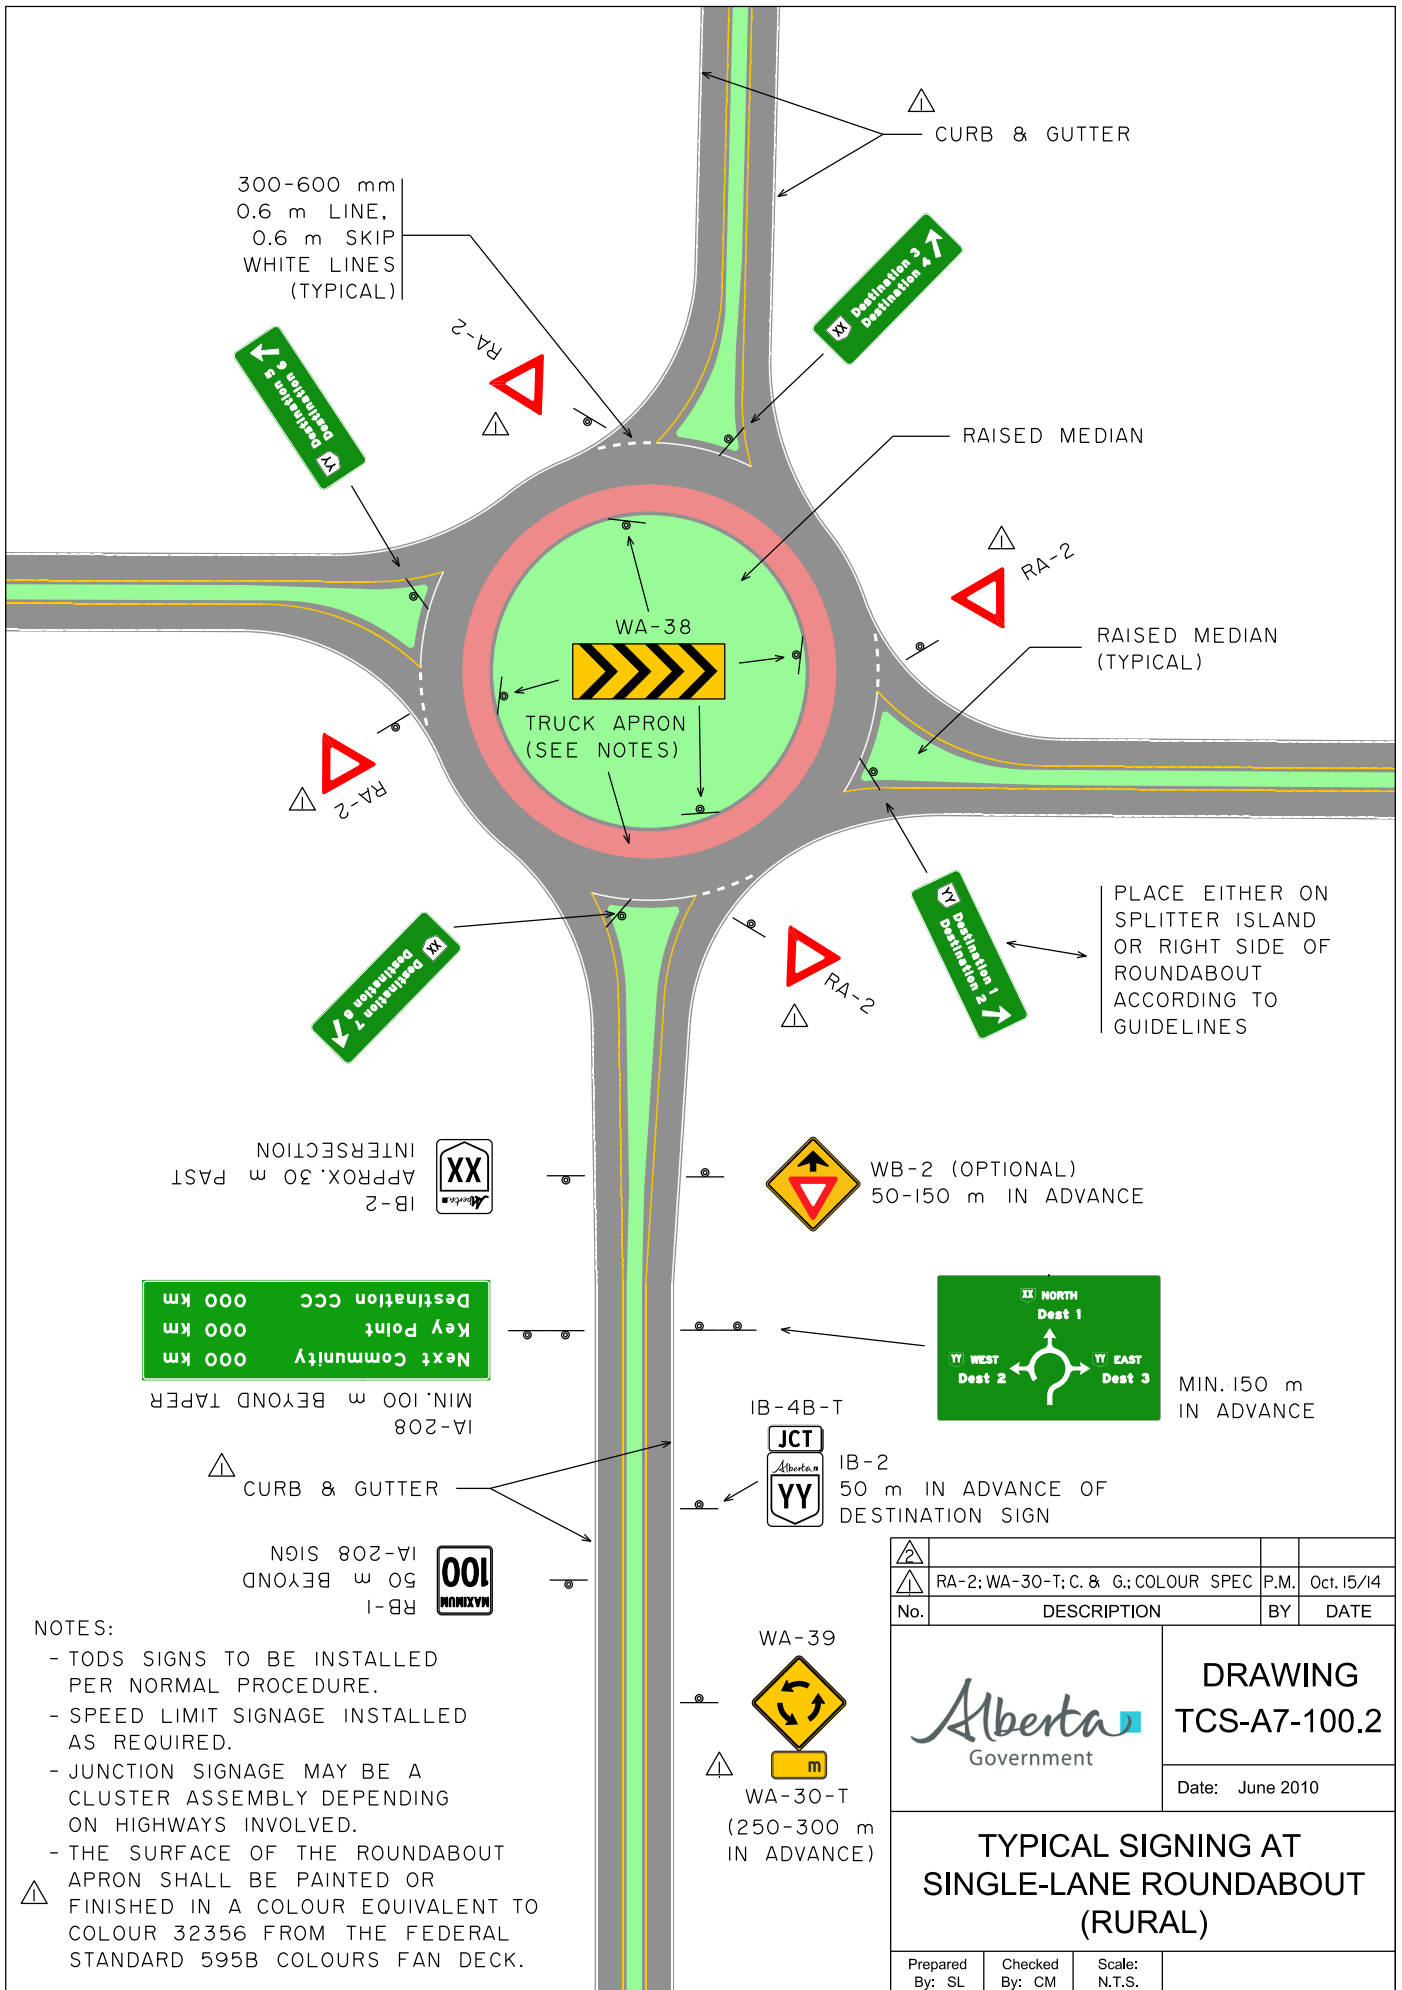 CURB & GUTTER
300-600 mm
0.6 m LINE,
0.6 m SKIP
WHITE LINES
(TYPICAL)
XX Destination 3
Destination 4
RA-2
YY Destination 5
Destination 6
RAISED MEDIAN
RA-2
WA-38
RAISED MEDIAN
(TYPICAL)
TRUCK APRON
(SEE NOTES)
RA-2
YY Destination 1
Destination 2
PLACE EITHER ON
SPLITTER ISLAND
OR RIGHT SIDE OF
ROUNDABOUT
ACCORDING TO
GUIDELINES
XX Destination 7
Destination 8
RA-2
IB-2
APPROX. 30 m PAST
INTERSECTION
Alberta
XX
WB-2 (OPTIONAL)
50-150 m IN ADVANCE
Next Community 000 km
Key Point 000 km
Destination CCC 000 km
IA-208
MIN. 100 m BEYOND TAPER
XX NORTH
Dest 1
YY WEST
Dest 2
YY EAST
Dest 3
MIN. 150 m
IN ADVANCE
IB-4B-T
JCT
Alberta
YY
IB-2
50 m IN ADVANCE OF
DESTINATION SIGN
CURB & GUTTER
RB-1
50 m BEYOND
IA-208 SIGN
MAXIMUM
100
NOTES:
- TODS SIGNS TO BE INSTALLED
PER NORMAL PROCEDURE.
- SPEED LIMIT SIGNAGE INSTALLED
AS REQUIRED.
- JUNCTION SIGNAGE MAY BE A
CLUSTER ASSEMBLY DEPENDING
ON HIGHWAYS INVOLVED.
- THE SURFACE OF THE ROUNDABOUT
APRON SHALL BE PAINTED OR
1 FINISHED IN A COLOUR EQUIVALENT TO
COLOUR 32356 FROM THE FEDERAL
STANDARD 595B COLOURS FAN DECK.
WA-39
m
1
WA-30-T
(250-300 m
IN ADVANCE)
2
1 RA-2; WA-30-T; C. & G.; COLOUR SPEC P.M. Oct. 15/14
No. DESCRIPTION BY DATE
Alberta
Government
DRAWING
TCS-A7-100.2
Date: June 2010
TYPICAL SIGNING AT
SINGLE-LANE ROUNDABOUT
(RURAL)
Prepared
By: SL
Checked
By: CM
Scale:
N.T.S.